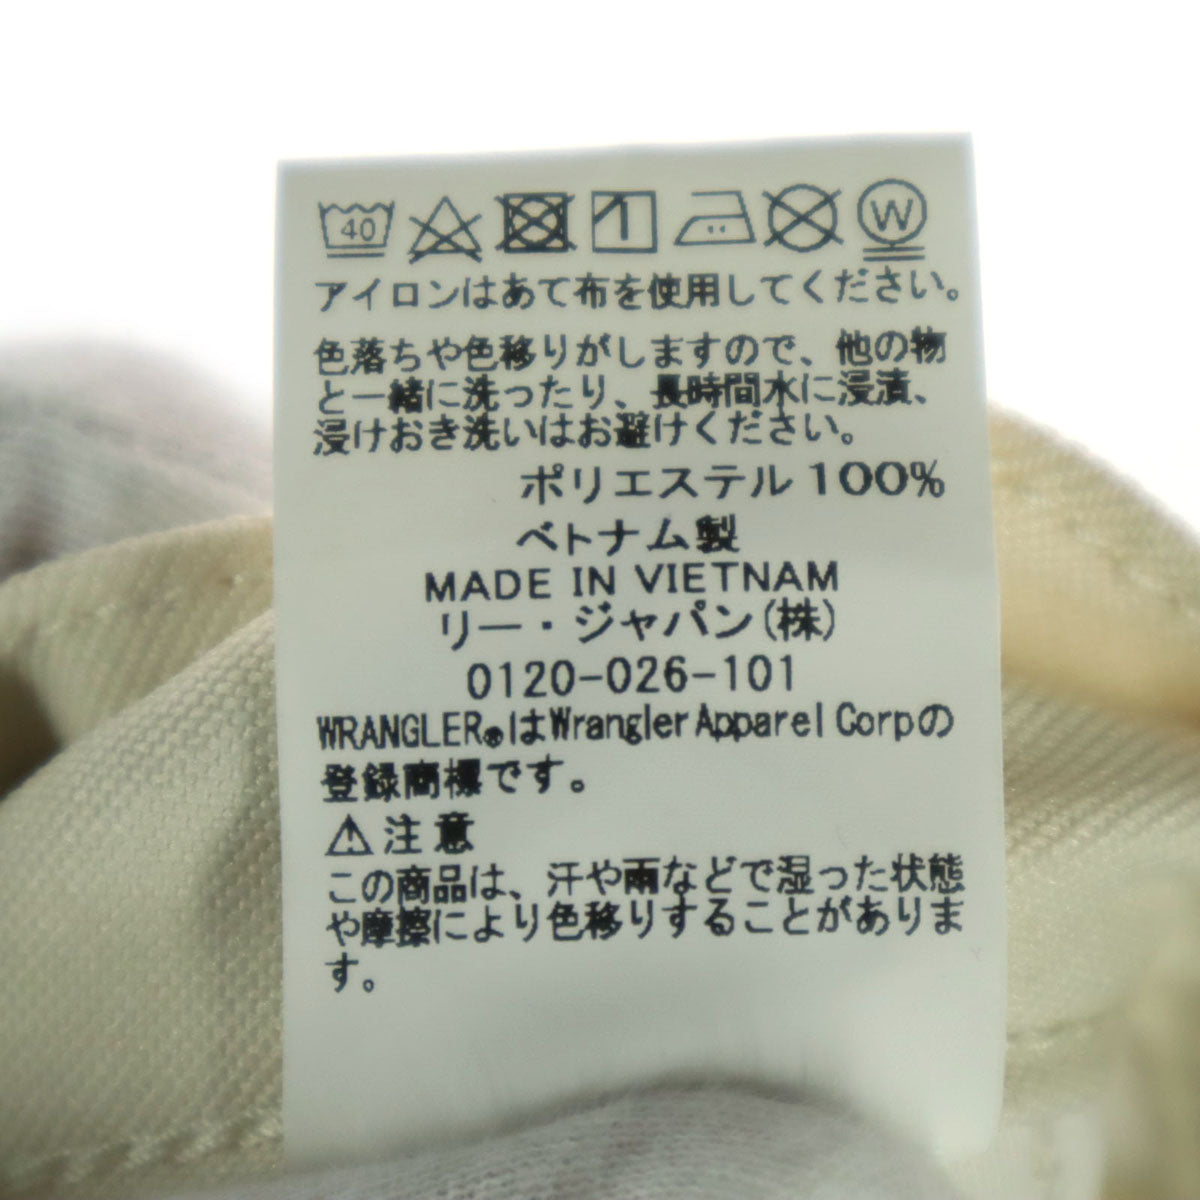 40 W
アイロンはあて布を使用してください。
色落ちや色移りがしますので、他の物
と一緒に洗ったり、長時間水に浸漬、
浸けおき洗いはお避けください。
ポリエステル100%
ベトナム製
MADE IN VIETNAM
リー・ジャパン(株)
0120-026-101
WRANGLER®はWrangler Apparel Corpの
登録商標です。
⚠注意
この商品は、汗や雨などで湿った状態
や摩擦により色移りすることがありま
す。